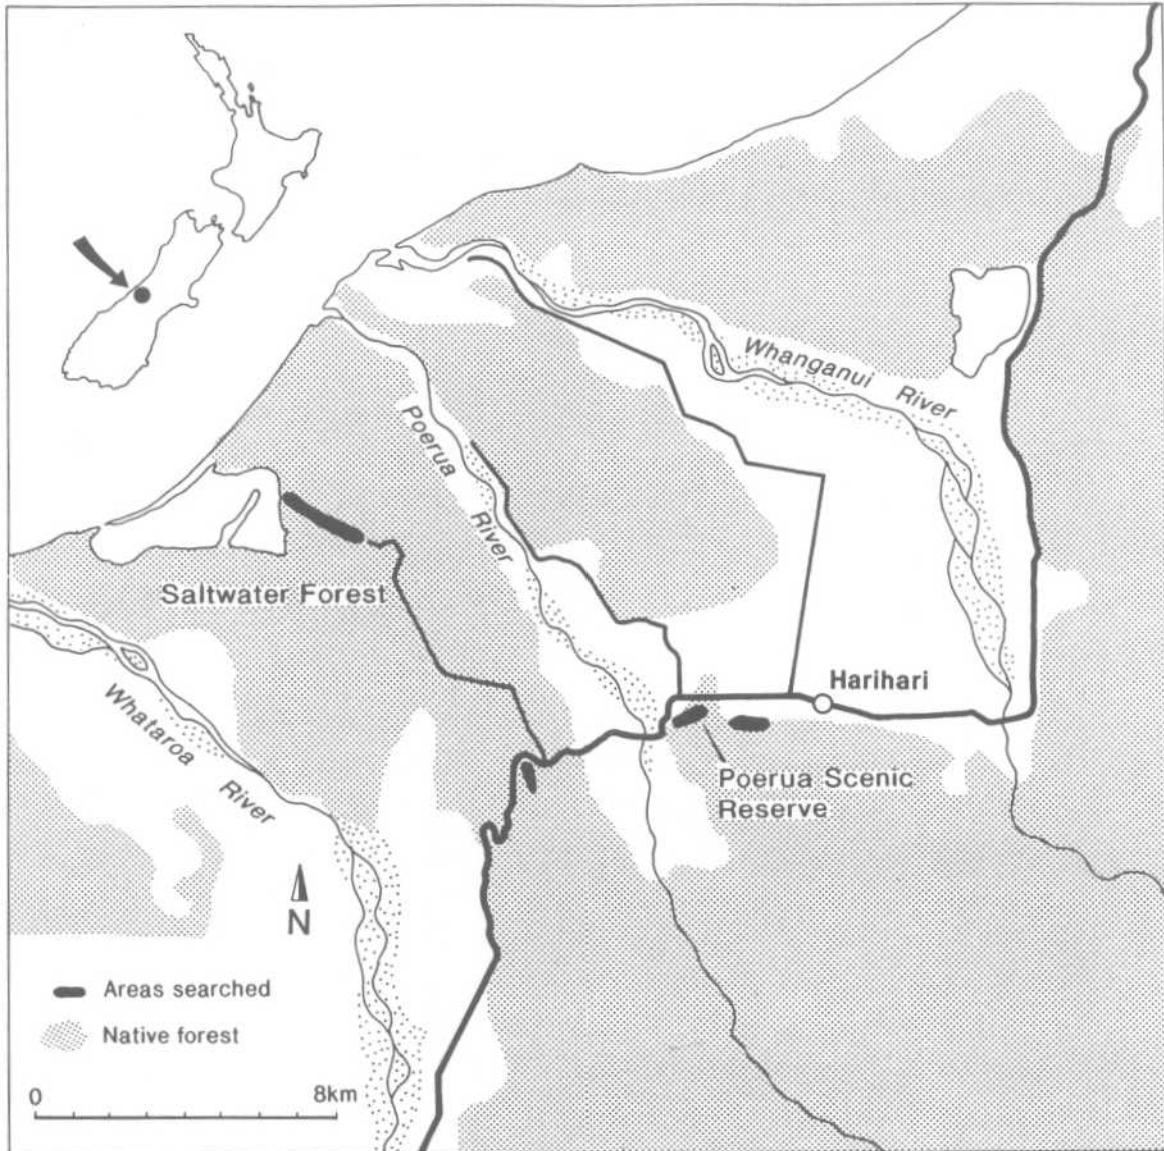 Whanganui River
Poerua River
Saltwater Forest
Harihari
Whataroa River
Poerua Scenic
Reserve
N
Areas searched
Native forest
0 8km